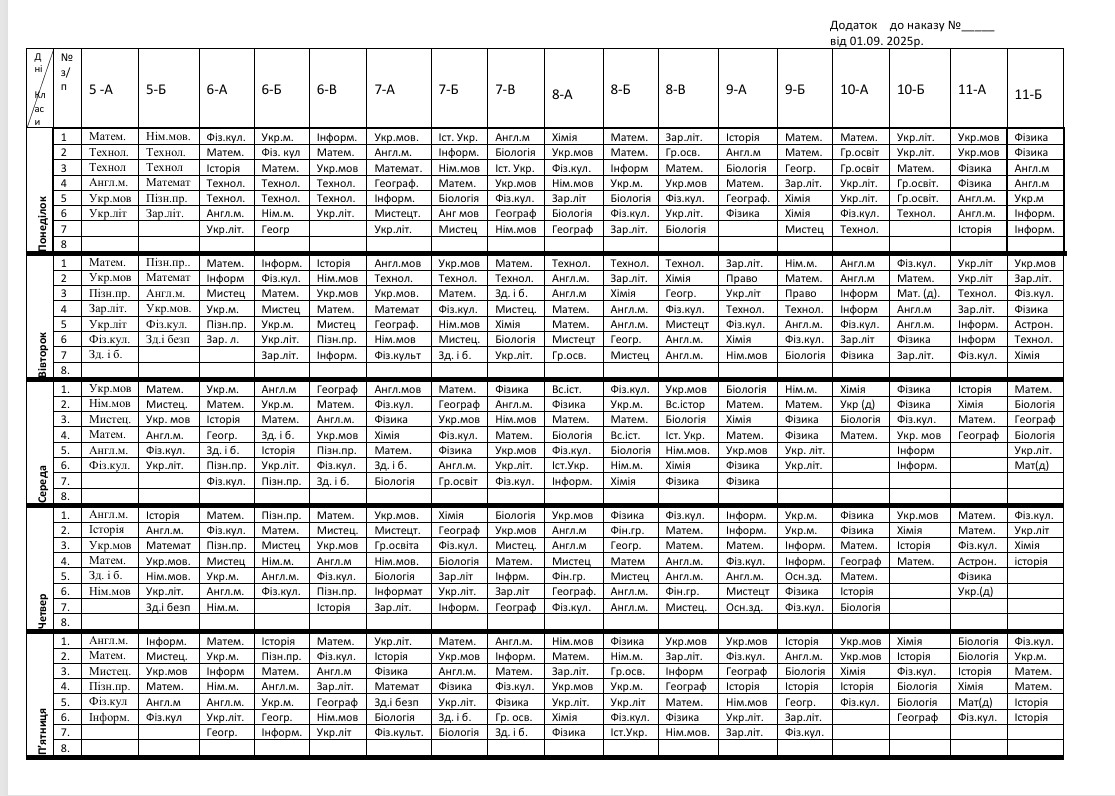 Додаток до наказу №_____
від 01.09. 2025р.
Дні Класи № з/п 5 -А 5-Б 6-А 6-Б 6-В 7-А 7-Б 7-В 8-А 8-Б 8-В 9-А 9-Б 10-А 10-Б 11-А 11-Б
Понеділок
1 Матем. Нім.мов. Фіз.кул. Укр.м. Інформ. Укр.мов. Іст. Укр. Англ.м Хімія Матем. Зар.літ. Історія Матем. Матем. Укр.літ. Укр.мов Фізика
2 Технол. Технол. Матем. Фіз. кул Матем. Англ.м. Інформ. Біологія Укр.мов Матем. Гр.осв. Англ.м Матем. Гр.освіт Укр.літ. Укр.мов Фізика
3 Технол Технол Історія Матем. Укр.мов Математ. Нім.мов Іст. Укр. Фіз.кул. Інформ Матем. Біологія Геогр. Гр.освіт Матем. Фізика Англ.м
4 Англ.м. Математ Технол. Технол. Технол. Географ. Матем. Укр.мов Нім.мов Укр.м. Укр.м. Матем. Зар.літ. Укр.літ. Гр.освіт. Фізика Англ.м
5 Укр.мов Пізн.пр. Технол. Технол. Технол. Інформ. Біологія Фіз.кул. Зар.літ Біологія Фіз.кул. Географ. Хімія Укр.літ. Гр.освіт. Англ.м. Укр.м
6 Укр.літ Зар.літ. Англ.м. Нім.м. Укр.літ. Мистецт. Анг мов Географ Біологія Фіз.кул. Укр.літ. Фізика Хімія Фіз.кул. Технол. Англ.м. Інформ.
7 Укр.літ. Геогр Укр.літ. Мистец Нім.мов Географ Зар.літ. Біологія Мистец Технол. Історія Інформ.
8
Вівторок
1 Матем. Пізн.пр.. Матем. Інформ. Історія Англ.мов Укр.мов Матем. Технол. Технол. Технол. Зар.літ. Нім.м. Англ.м Фіз.кул. Укр.літ Укр.мов
2 Укр.мов Математ Інформ Фіз.кул. Нім.мов Технол. Технол. Технол. Англ.м. Зар.літ. Хімія Право Матем. Англ.м Матем. Укр.літ Зар.літ.
3 Пізн.пр. Англ.м. Мистец Матем. Укр.мов Укр.мов. Матем. Зд. і б. Англ.м Хімія Геогр. Укр.літ Право Інформ Мат. (д). Технол. Фіз.кул.
4 Зар.літ. Укр.мов. Укр.м. Мистец Матем. Математ Фіз.кул. Мистец. Матем. Англ.м. Фіз.кул. Технол. Технол. Інформ Англ.м Зар.літ. Фізика
5 Укр.літ Фіз.кул. Пізн.пр. Укр.м. Мистец Географ. Нім.мов Хімія Матем. Англ.м. Мистецт Укр.м. Фіз.кул. Англ.м. Фіз.кул. Інформ. Астрон.
6 Фіз.кул. Зд.і безп Зар. л. Укр.літ. Пізн.пр. Нім.мов Мистец. Біологія Мистецт Геогр. Англ.м. Хімія Фіз.кул. Зар.літ Англ.м. Інформ Технол.
7 Зд. і б. Зар.літ. Інформ. Фіз.культ Зд. і б. Укр.літ. Гр.осв. Мистец Англ.м. Нім.мов Біологія Фізика Зар.літ. Фіз.кул. Хімія
8.
Середа
1. Укр.мов Матем. Укр.м. Англ.м Географ Англ.мов Матем. Фізика Вс.іст. Фіз.кул. Укр.мов Біологія Нім.м. Хімія Фізика Історія Матем.
2. Нім.мов Мистец. Матем. Укр.м. Матем. Фіз.кул. Географ Англ.м. Фізика Укр.м. Вс.істор Матем. Матем. Укр (д) Фізика Хімія Біологія
3. Мистец. Укр. мов Історія Матем. Англ.м. Фізика Укр.мов Нім.мов Матем. Матем. Біологія Хімія Фізика Біологія Фіз.кул. Матем. Географ
4. Матем. Англ.м. Геогр. Зд. і б. Укр.мов Хімія Фіз.кул. Матем. Біологія Вс.іст. Іст. Укр. Матем. Фізика Матем. Укр. мов Географ Біологія
5. Англ.м. Фіз.кул. Зд. і б. Історія Пізн.пр. Матем. Фізика Укр.мов Фіз.кул. Біологія Нім.мов. Укр.мов Укр. літ. Інформ Укр.літ.
6. Фіз.кул. Укр.літ. Пізн.пр. Укр.літ. Фіз.кул. Зд. і б. Англ.м. Укр.літ. Іст.Укр. Нім.м. Хімія Фізика Укр.літ. Інформ. Мат(д)
7. Фіз.кул. Пізн.пр. Зд. і б. Біологія Гр.освіт Фіз.кул. Інформ. Хімія Фізика Фізика
8.
Четвер
1. Англ.м. Історія Матем. Пізн.пр. Матем. Укр.мов. Хімія Біологія Укр.мов Фізика Фізика Інформ. Матем. Фізика Укр.мов Матем. Фіз.кул.
2. Історія Англ.м. Фіз.кул. Матем. Мистец. Мистецт. Географ Укр.мов Англ.м Фін.гр. Матем. Інформ. Укр.м. Фізика Хімія Матем. Укр.літ
3. Укр.мов Математ Пізн.пр. Мистец Укр.мов Гр.освіта Фіз.кул. Мистец. Англ.м Геогр. Матем. Матем. Інформ. Матем. Історія Фіз.кул. Хімія
4. Матем. Укр.мов. Мистец Нім.м. Англ.м Нім.мов. Біологія Матем. Матем Матем Англ.м. Фіз.кул. Інформ. Географ Матем. Астрон. історія
5. Зд. і б. Нім.мов. Укр.м. Англ.м. Фіз.кул. Біологія Зар.літ Інфрм. Фін.гр. Мистец Англ.м. Англ.м. Осн.зд. Матем. Фізика
6. Нім.мов Укр.літ. Англ.м. Фіз.кул. Пізн.пр. Інформат Укр.літ. Зар.літ Географ. Англ.м. Фін.гр. Мистецт Фізика Історія Укр.(д)
7. Зд.і безп Нім.м. Історія Зар.літ. Інформ. Географ Фіз.кул. Англ.м. Мистец. Осн.зд. Фіз.кул. Біологія
8.
П'ятниця
1. Англ.м. Інформ. Матем. Історія Матем. Укр.літ. Матем. Англ.м. Нім.мов Фізика Укр.мов Укр.мов Історія Укр.мов Хімія Біологія Фіз.кул.
2. Матем. Мистец. Укр.м. Пізн.пр. Фіз.кул. Історія Укр.мов Інформ. Матем. Нім.м. Зар.літ. Фіз.кул. Англ.м. Укр.мов Історія Біологія Укр.м.
3. Мистец. Укр.мов Інформ Матем. Англ.м Фізика Англ.м. Матем. Зар.літ. Гр.осв. Інформ Географ Біологія Хімія Фіз.кул. Історія Матем.
4. Пізн.пр. Матем. Нім.м. Англ.м. Зар.літ. Математ Фізика Фіз.кул. Укр.мов Укр.м. Географ Історія Історія Історія Біологія Хімія Матем.
5. Фіз.кул Англ.м Англ.м. Укр.м. Географ Зд.і безп Укр.літ. Фізика Укр.літ. Укр.літ. Матем. Нім.мов Геогр. Фіз.кул. Біологія Мат(д) Історія
6. Інформ. Фіз.кул Укр.літ. Геогр. Нім.мов Біологія Зд. і б. Гр. осв. Хімія Фіз.кул. Фізика Укр.літ. Зар.літ. Географ Фіз.кул. Історія
7. Геогр. Інформ. Укр.літ Фіз.культ. Біологія Зд. і б. Фізика Іст.Укр. Нім.мов. Зар.літ. Фіз.кул.
8.